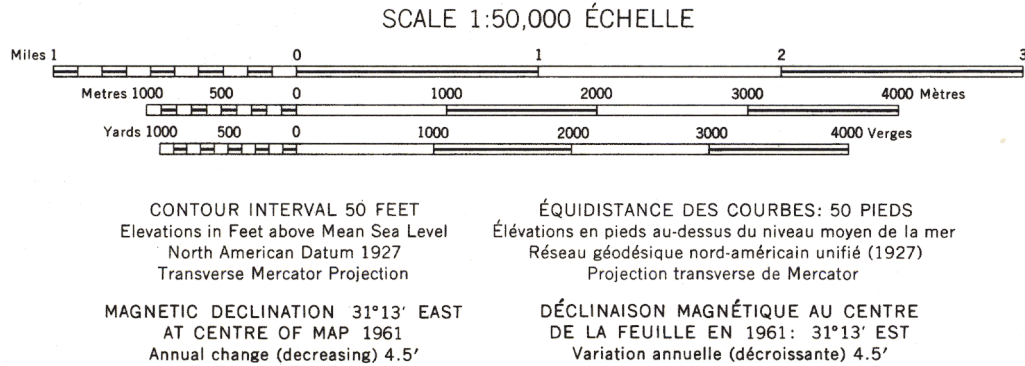 SCALE 1:50,000 ÉCHELLE
Miles 1 0 1 2 3
Metres 1000 500 0 1000 2000 3000 4000 Mètres
Yards 1000 500 0 1000 2000 3000 4000 Verges
CONTOUR INTERVAL 50 FEET
Elevations in Feet above Mean Sea Level
North American Datum 1927
Transverse Mercator Projection
ÉQUIDISTANCE DES COURBES: 50 PIEDS
Élévations en pieds au-dessus du niveau moyen de la mer
Réseau géodésique nord-américain unifié (1927)
Projection transverse de Mercator
MAGNETIC DECLINATION 31°13′ EAST
AT CENTRE OF MAP 1961
Annual change (decreasing) 4.5′
DÉCLINAISON MAGNÉTIQUE AU CENTRE
DE LA FEUILLE EN 1961: 31°13′ EST
Variation annuelle (décroissante) 4.5′